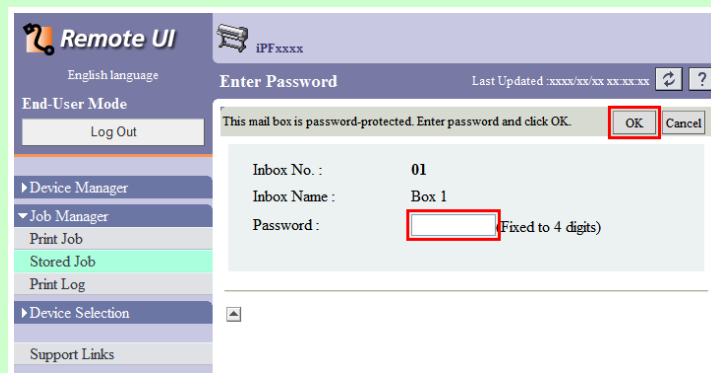 Remote UI
English language
End-User Mode
Log Out
Device Manager
Job Manager
Print Job
Stored Job
Print Log
Device Selection
Support Links
iPFxxxx
Enter Password
Last Updated :xxxx/xx/xx xx:xx:xx
?
This mail box is password-protected. Enter password and click OK.
OK
Cancel
Inbox No. : 01
Inbox Name : Box 1
Password : (Fixed to 4 digits)